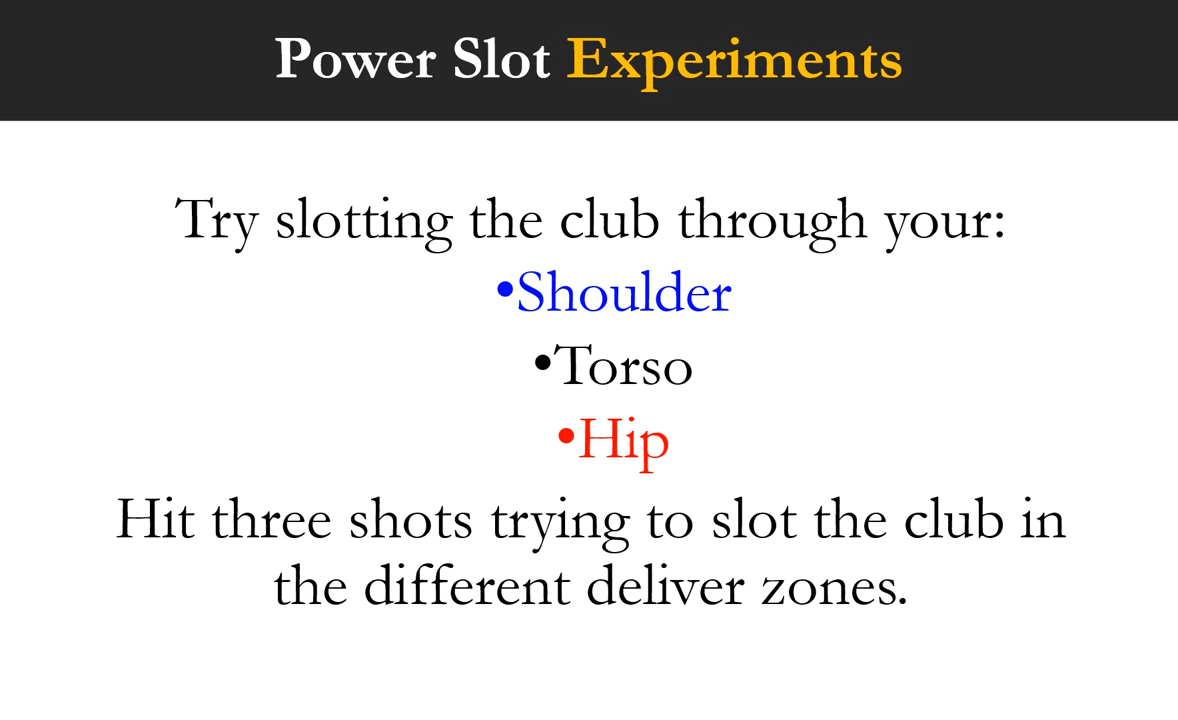 Power Slot Experiments
Try slotting the club through your:
•Shoulder
•Torso
•Hip
Hit three shots trying to slot the club in
the different deliver zones.